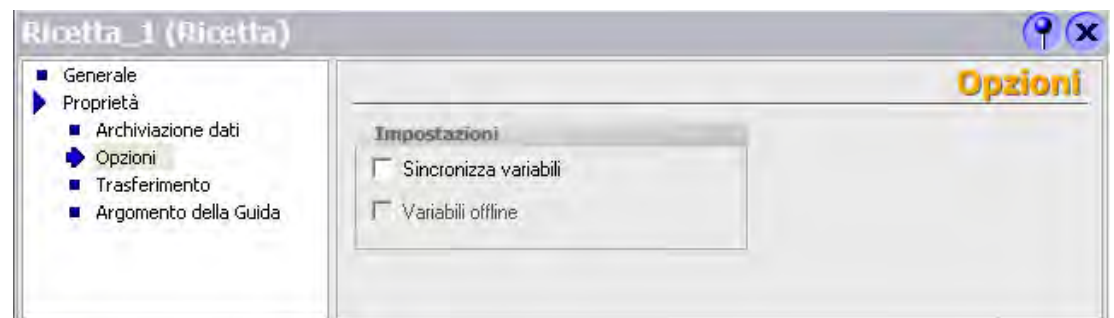 Ricetta_1 (Ricetta)
Generale
Proprietà
Archiviazione dati
Opzioni
Trasferimento
Argomento della Guida
Opzioni
Impostazioni
Sincronizza variabili
Variabili offline